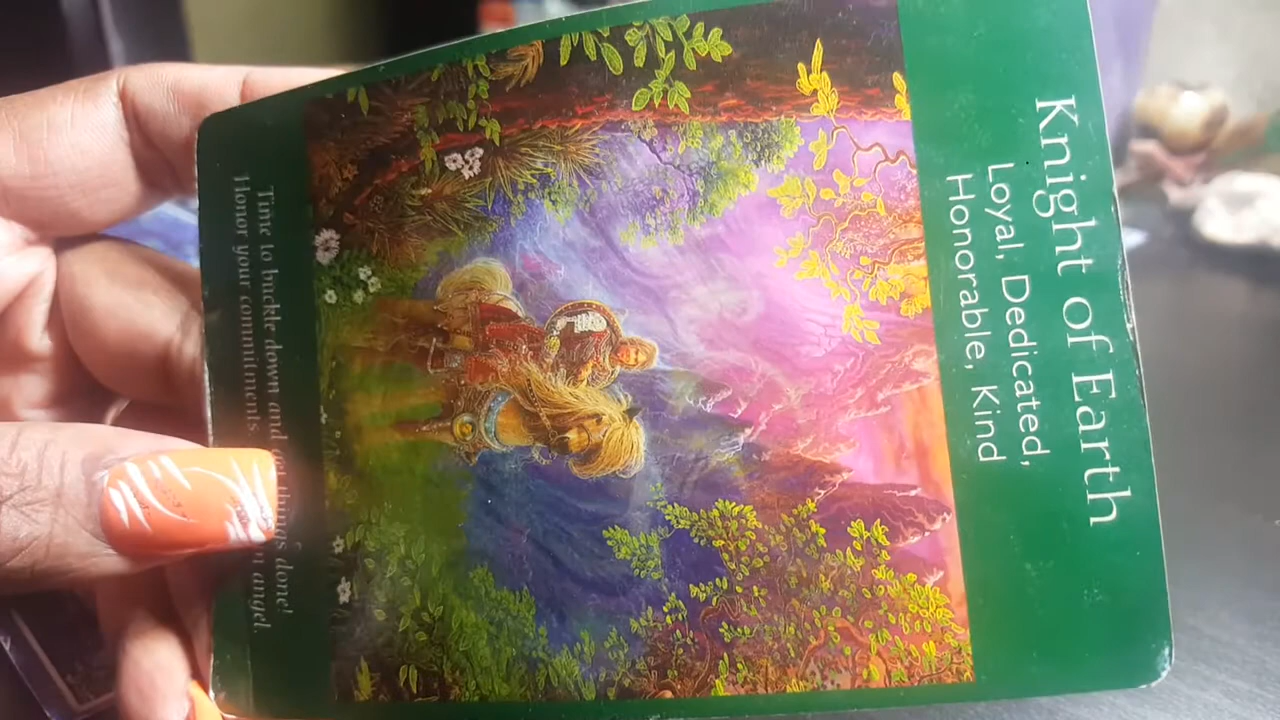 Knight of Earth
Loyal, Dedicated,
Honorable, Kind
Time to buckle down and get things done!
Honor your commitments angel.